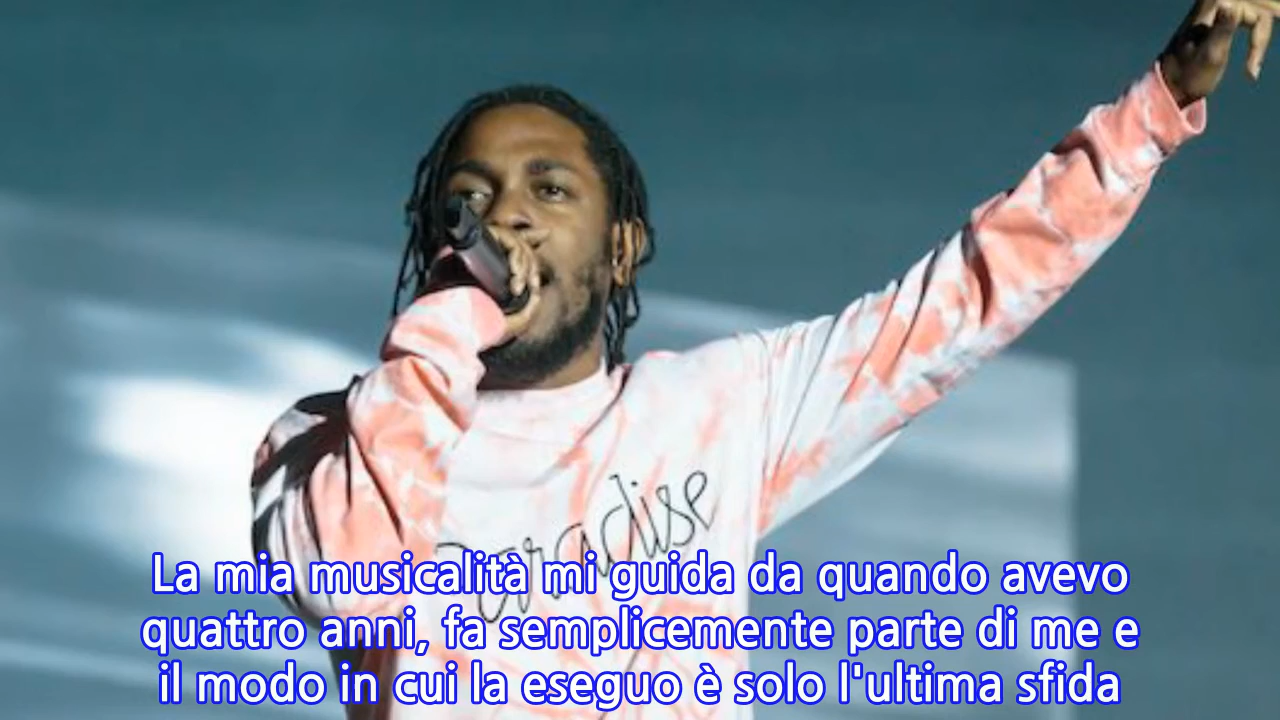 Paradise
La mia musicalità mi guida da quando avevo
quattro anni, fa semplicemente parte di me e
il modo in cui la eseguo è solo l'ultima sfida